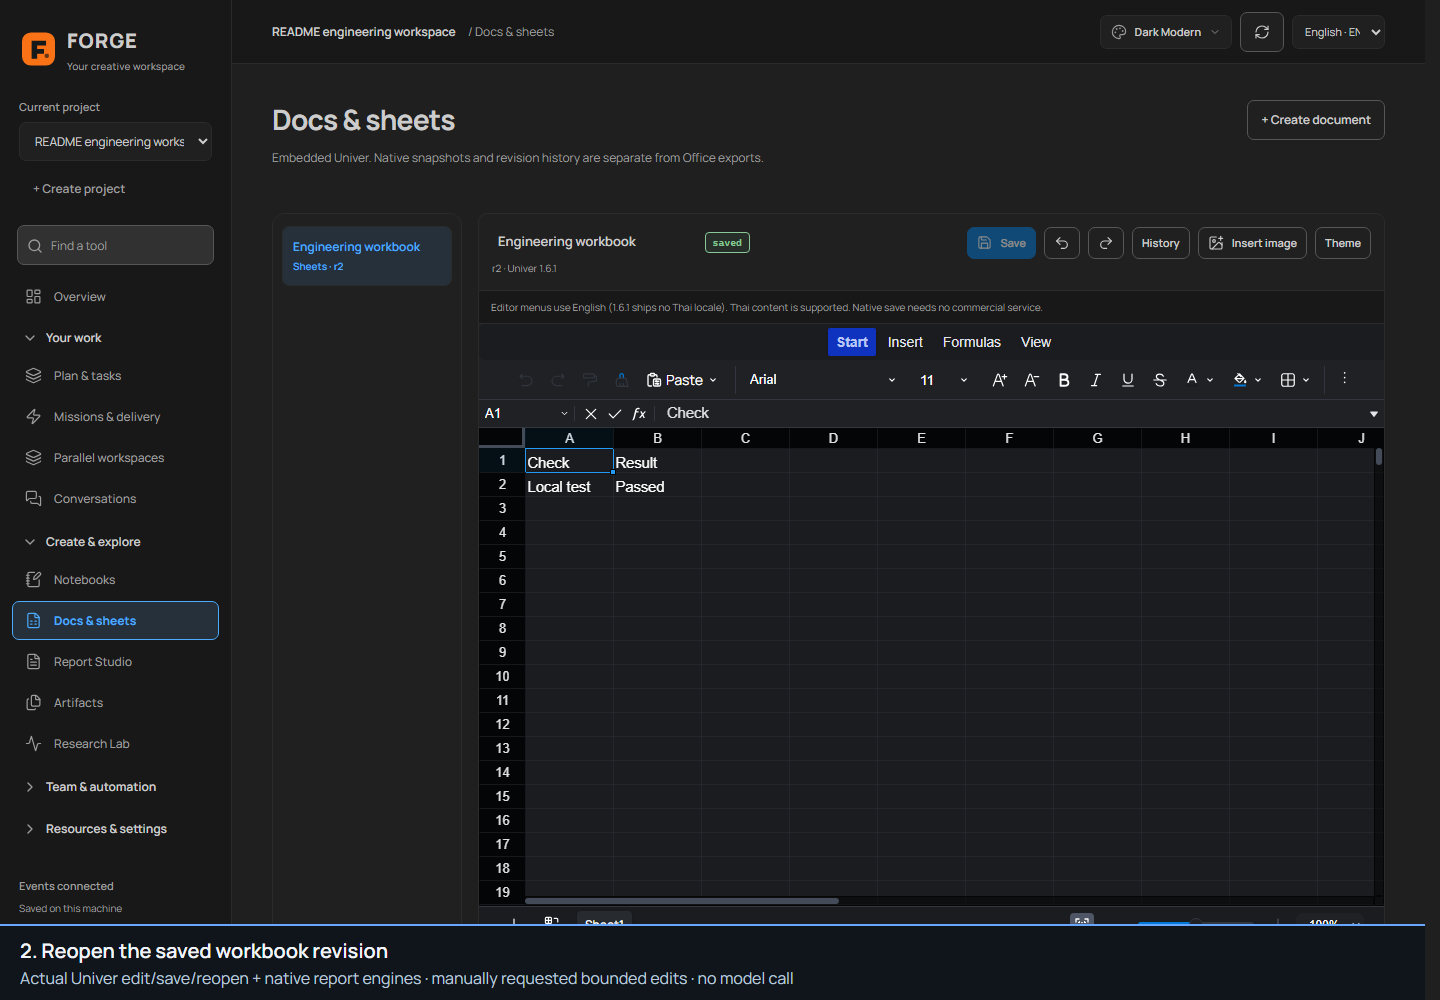 FORGE
Your creative workspace
Current project
README engineering works
+ Create project
Find a tool
Overview
Your work
Plan & tasks
Missions & delivery
Parallel workspaces
Conversations
Create & explore
Notebooks
Docs & sheets
Report Studio
Artifacts
Research Lab
Team & automation
Resources & settings
Events connected
Saved on this machine
README engineering workspace / Docs & sheets
Dark Modern
English · EN
Docs & sheets
+ Create document
Embedded Univer. Native snapshots and revision history are separate from Office exports.
Engineering workbook
Sheets · r2
Engineering workbook
saved
Save
History
Insert image
Theme
r2 · Univer 1.6.1
Editor menus use English (1.6.1 ships no Thai locale). Thai content is supported. Native save needs no commercial service.
Start Insert Formulas View
Paste Arial 11 A+ A- B I U S A
A1 fx Check
A B C D E F G H I J
1 Check Result
2 Local test Passed
3
4
5
6
7
8
9
10
11
12
13
14
15
16
17
18
19
Sheet1 100%
2. Reopen the saved workbook revision
Actual Univer edit/save/reopen + native report engines · manually requested bounded edits · no model call